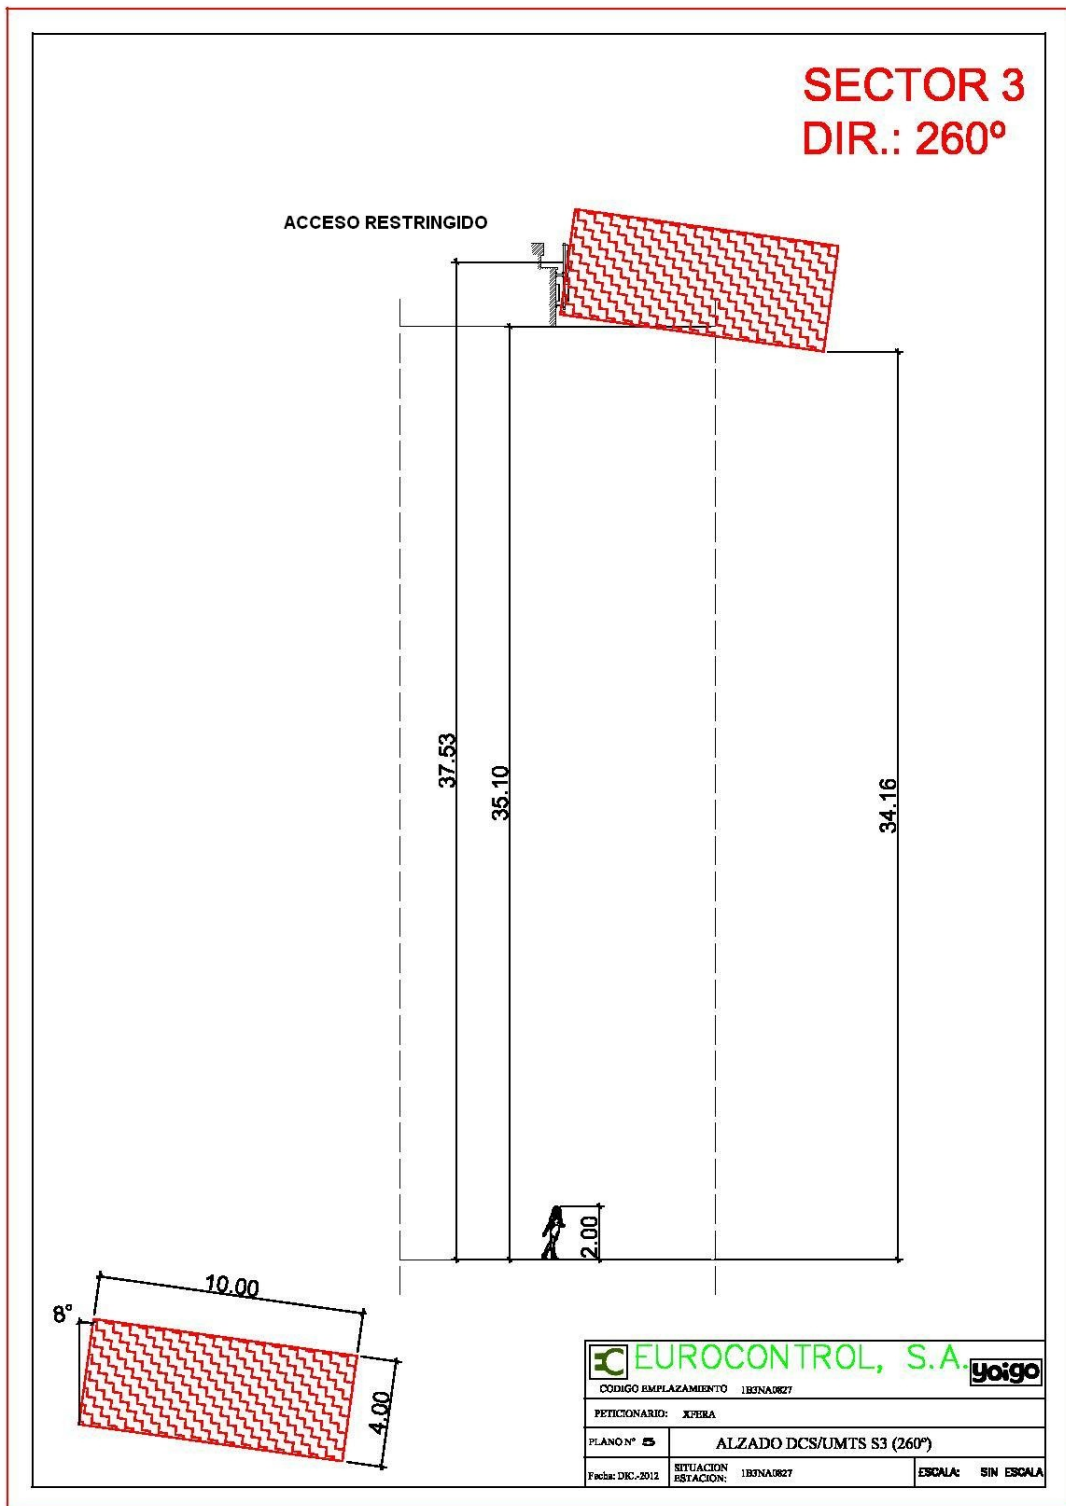 SECTOR 3
DIR.: 260º
ACCESO RESTRINGIDO
37.53
35.10
34.16
2.00
10.00
8°
4.00
EC EUROCONTROL, S.A. yoigo
CODIGO EMPLAZAMIENTO 1B3NA0827
PETICIONARIO: XFERA
PLANO Nº 5 ALZADO DCS/UMTS S3 (260º)
Fecha: DIC.-2012 SITUACION ESTACION: 1B3NA0827 ESCALA: SIN ESCALA